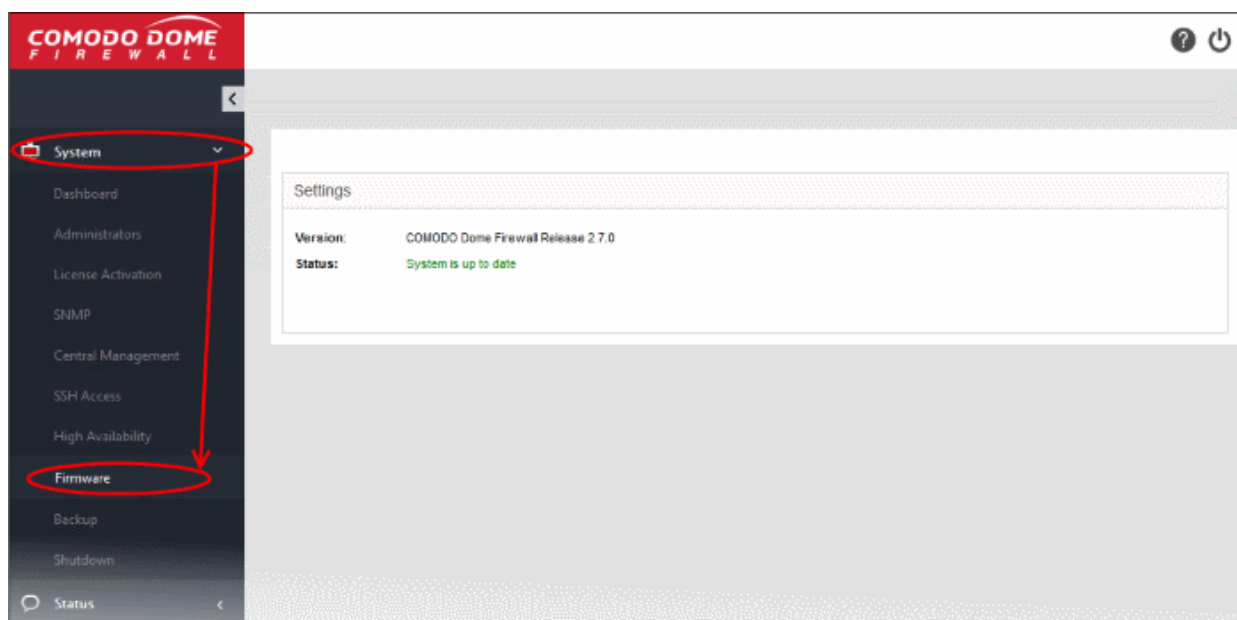 COMODO DOME
FIREWALL
System
Dashboard
Administrators
License Activation
SNMP
Central Management
SSH Access
High Availability
Firmware
Backup
Shutdown
Status
Settings
Version: COMODO Dome Firewall Release 2.7.0
Status: System is up to date